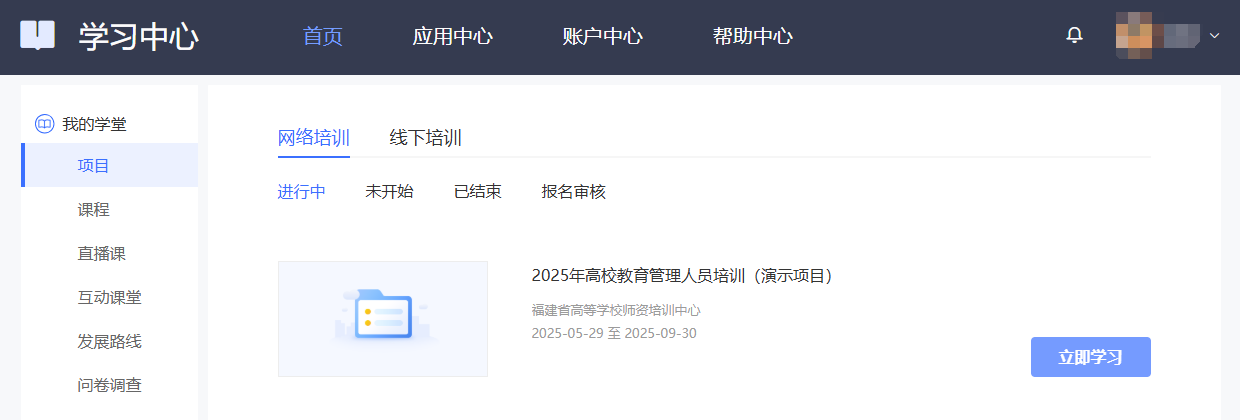 学习中心 首页 应用中心 账户中心 帮助中心
我的学堂
项目
课程
直播课
互动课堂
发展路线
问卷调查
网络培训 线下培训
进行中 未开始 已结束 报名审核
2025年高校教育管理人员培训（演示项目）
福建省高等学校师资培训中心
2025-05-29 至 2025-09-30
立即学习